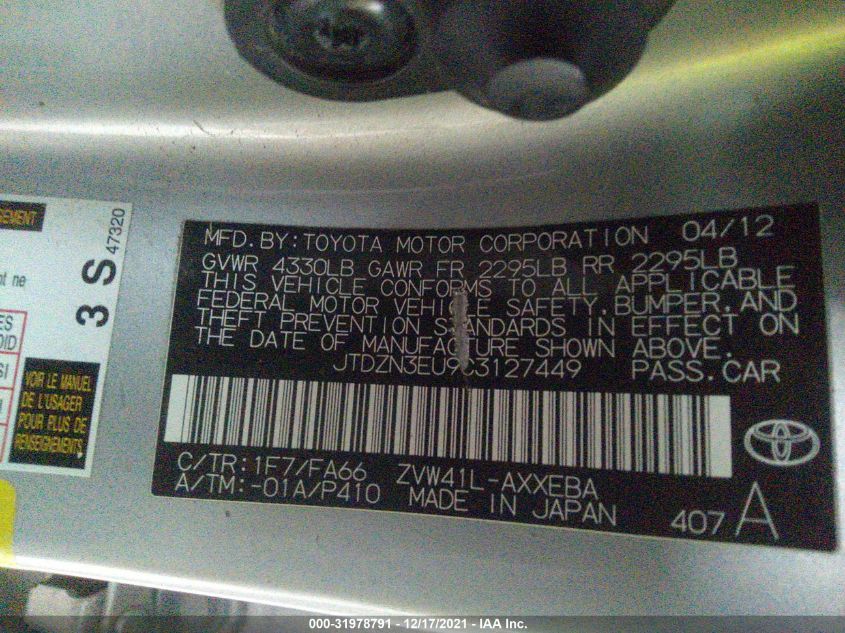 MFD. BY: TOYOTA MOTOR CORPORATION 04/12
GVWR 4330LB GAWR FR 2295LB RR 2295LB
THIS VEHICLE CONFORMS TO ALL APPLICABLE
FEDERAL MOTOR VEHICLE SAFETY, BUMPER, AND
THEFT PREVENTION STANDARDS IN EFFECT ON
THE DATE OF MANUFACTURE SHOWN ABOVE.
JTDZN3EU9C3127449 PASS. CAR
C/TR: 1F7/FA66 ZVW41L-AXXEBA
A/TM: -01A/P410 MADE IN JAPAN
407 A
3 S 47320
nt ne
VOIR LE MANUEL
DE L'USAGER
POUR PLUS DE
RENSEIGNEMENTS
000-31978791 - 12/17/2021 - IAA Inc.